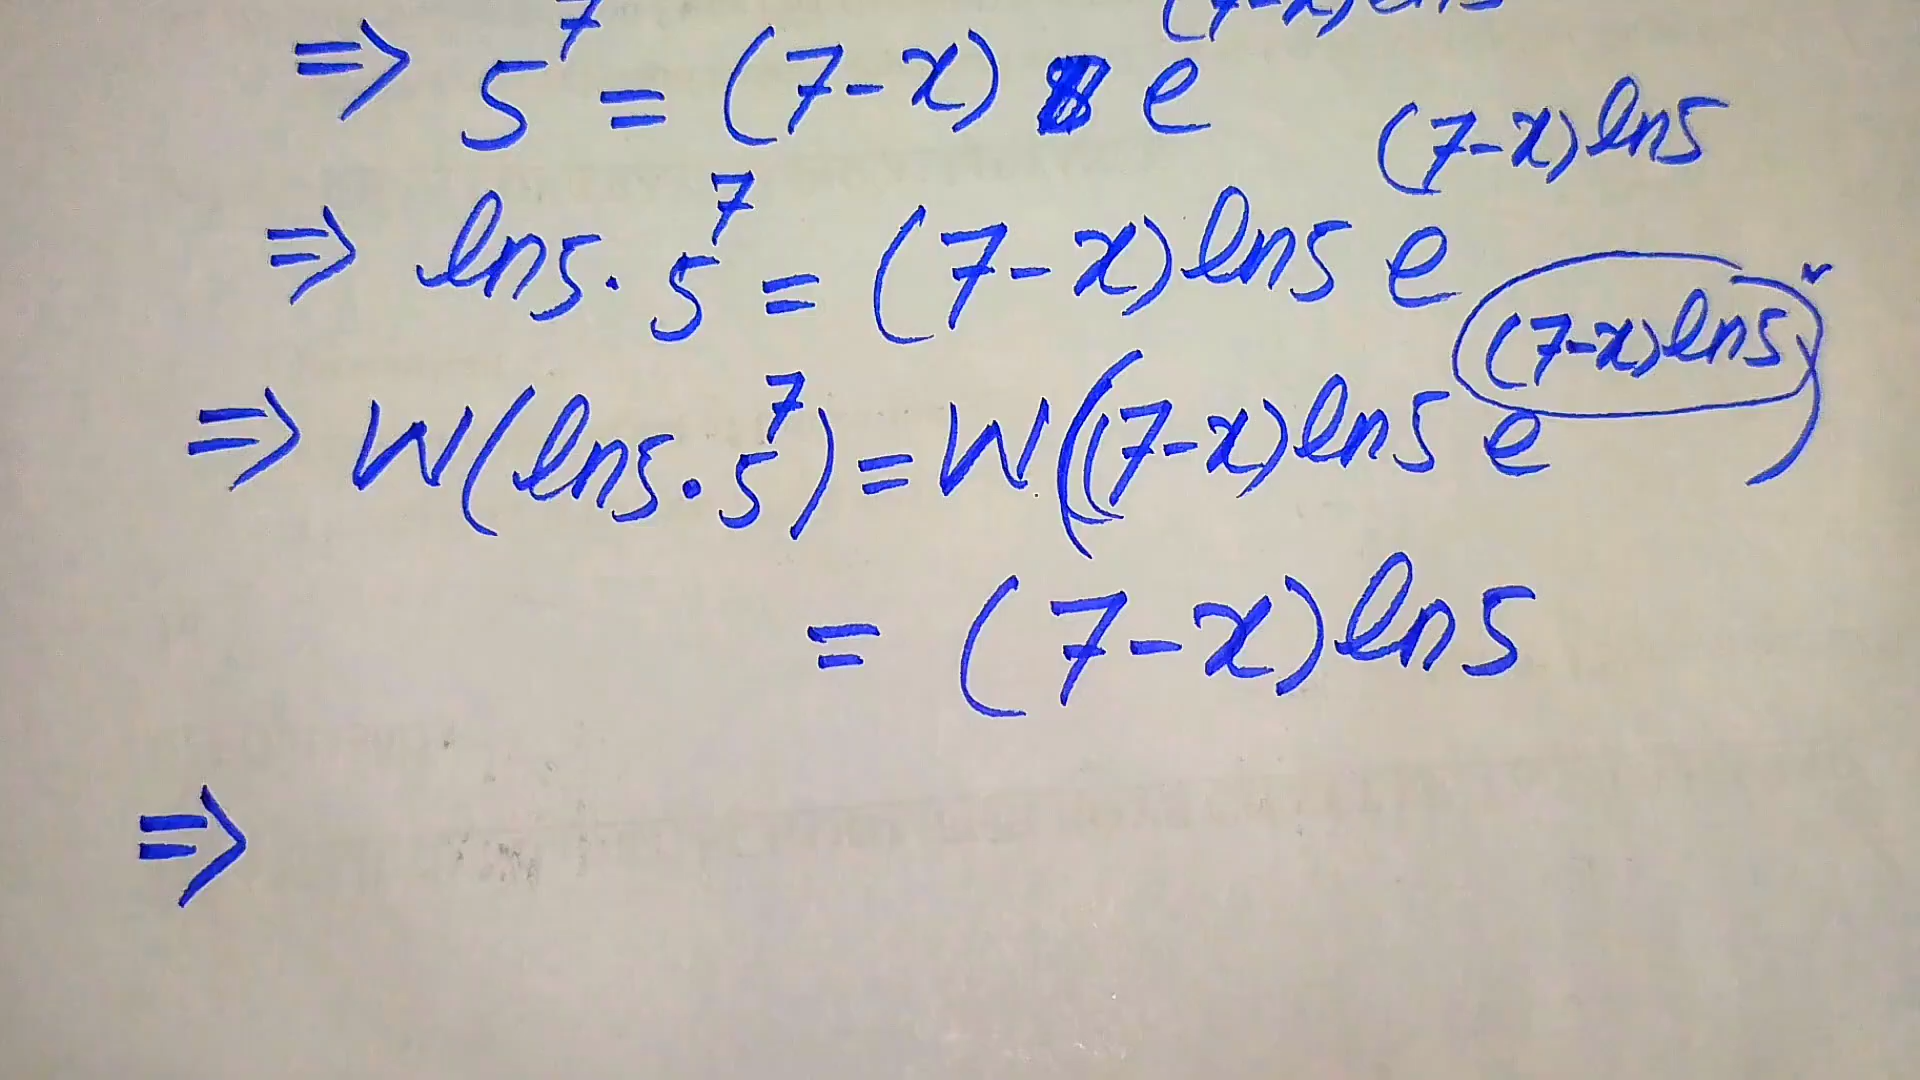 => 5^7 = (7-x) e^(7-x)ln5
=> ln5. 5^7 = (7-x) ln5 e^(7-x)ln5
=> W(ln5.5^7) = W((7-x)ln5 e^(7-x)ln5)
= (7-x) ln5
=>